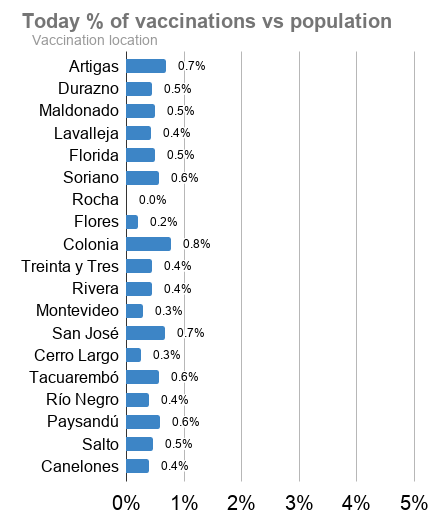 Today % of vaccinations vs population
Vaccination location
Artigas 0.7%
Durazno 0.5%
Maldonado 0.5%
Lavalleja 0.4%
Florida 0.5%
Soriano 0.6%
Rocha 0.0%
Flores 0.2%
Colonia 0.8%
Treinta y Tres 0.4%
Rivera 0.4%
Montevideo 0.3%
San José 0.7%
Cerro Largo 0.3%
Tacuarembó 0.6%
Río Negro 0.4%
Paysandú 0.6%
Salto 0.5%
Canelones 0.4%
0% 1% 2% 3% 4% 5%